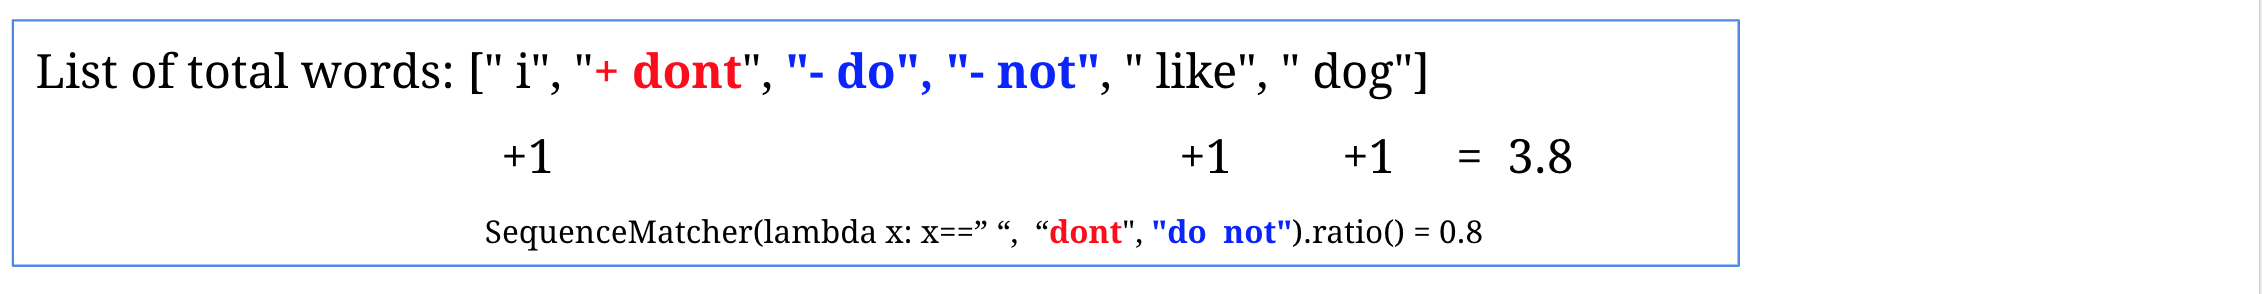 List of total words: [" i", "+ dont", "- do", "- not", " like", " dog"]
+1 +1 +1 = 3.8
SequenceMatcher(lambda x: x==” “, “dont", "do not").ratio() = 0.8